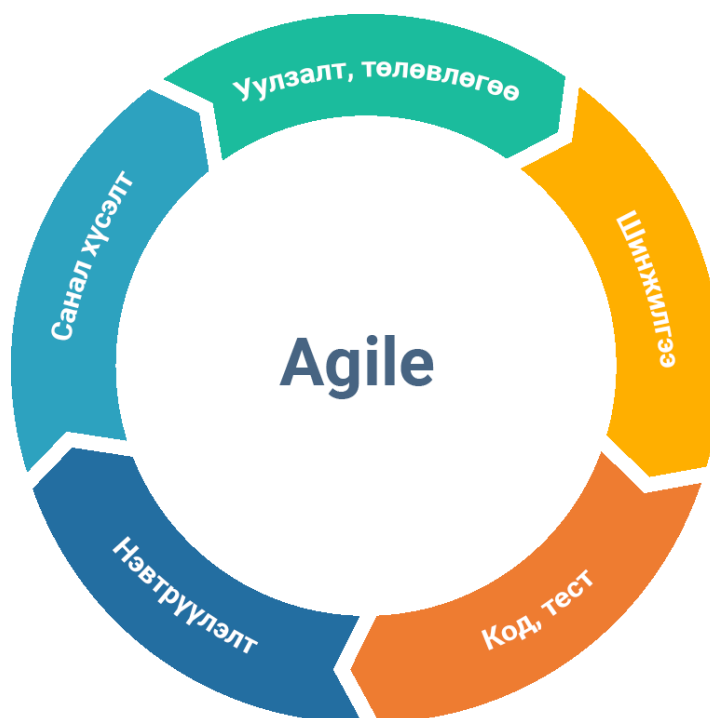 Уулзалт, төлөвлөгөө
Шинжилгээ
Код, тест
Нэвтрүүлэлт
Санал хүсэлт
Agile